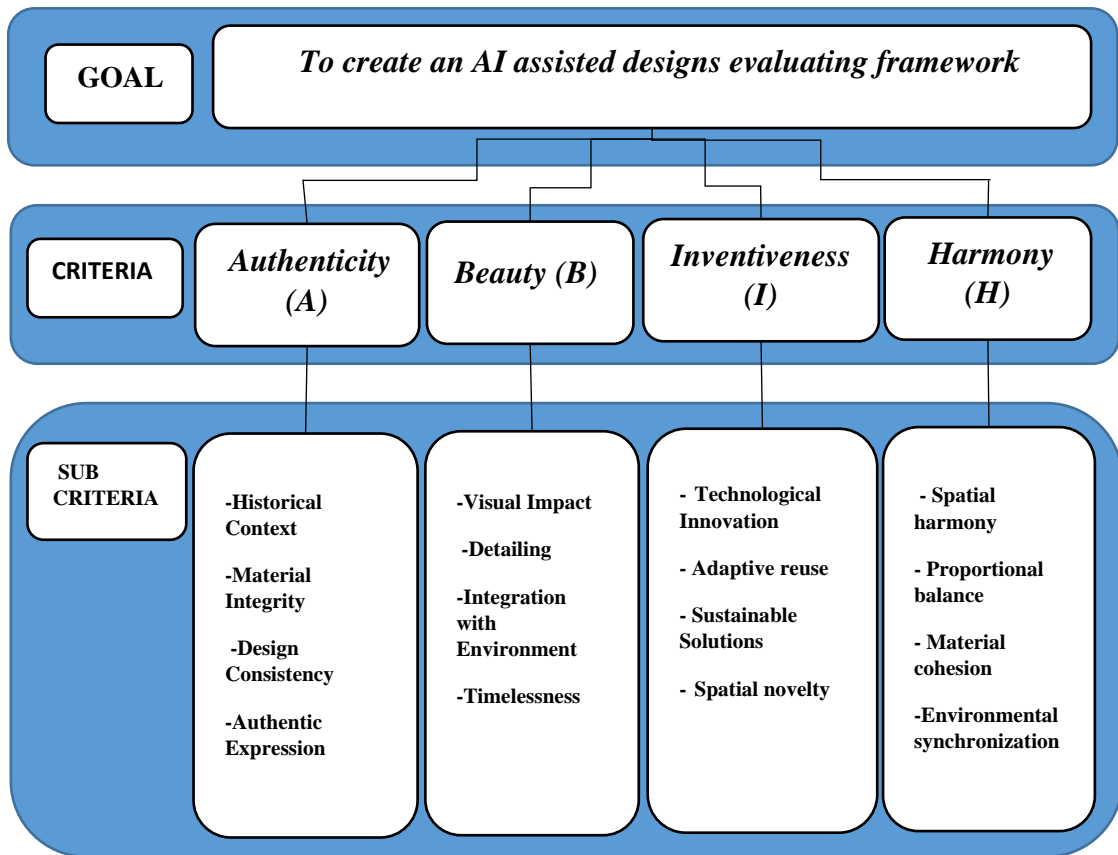 GOAL
To create an AI assisted designs evaluating framework
CRITERIA
Authenticity
(A)
Beauty (B)
Inventiveness
(I)
Harmony
(H)
SUB
CRITERIA
-Historical
Context
-Material
Integrity
-Design
Consistency
-Authentic
Expression
-Visual Impact
-Detailing
-Integration
with
Environment
-Timelessness
- Technological
Innovation
- Adaptive reuse
- Sustainable
Solutions
- Spatial novelty
- Spatial
harmony
- Proportional
balance
- Material
cohesion
-Environmental
synchronization